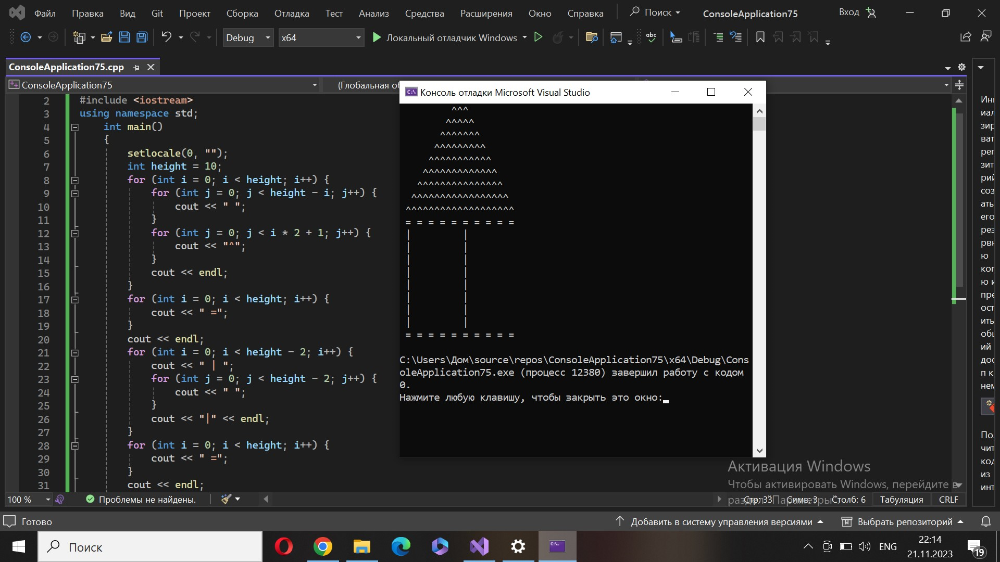 Файл Правка Вид Git Проект Сборка Отладка Тест Анализ Средства Расширения Окно Справка Поиск ConsoleApplication75 Вход
Debug x64 Локальный отладчик Windows
ConsoleApplication75.cpp
ConsoleApplication75
(Глобальная об
2 #include <iostream>
3 using namespace std;
4 int main()
5 {
6 setlocale(0, "");
7 int height = 10;
8 for (int i = 0; i < height; i++) {
9 for (int j = 0; j < height - i; j++) {
10 cout << " ";
11 }
12 for (int j = 0; j < i * 2 + 1; j++) {
13 cout << "^";
14 }
15 cout << endl;
16 }
17 for (int i = 0; i < height; i++) {
18 cout << " =";
19 }
20 cout << endl;
21 for (int i = 0; i < height - 2; i++) {
22 cout << " | ";
23 for (int j = 0; j < height - 2; j++) {
24 cout << " ";
25 }
26 cout << "|" << endl;
27 }
28 for (int i = 0; i < height; i++) {
29 cout << " =";
30 }
31 cout << endl;
Консоль отладки Microsoft Visual Studio
^^^
^^^^^
^^^^^^^
^^^^^^^^^
^^^^^^^^^^^
^^^^^^^^^^^^^
^^^^^^^^^^^^^^^
^^^^^^^^^^^^^^^^^
^^^^^^^^^^^^^^^^^^^
= = = = = = = = = =
|          |
|          |
|          |
|          |
|          |
|          |
|          |
|          |
= = = = = = = = = =
C:\Users\Дом\source\repos\ConsoleApplication75\x64\Debug\Cons
oleApplication75.exe (процесс 12380) завершил работу с кодом
0.
Нажмите любую клавишу, чтобы закрыть это окно:
зир
ват
реп
зит
соз
ать
его
рез
рвн
ю
коп
ю и
пре
ост
ить
общ
ий
дос
п к
нем
чит
код
из
инт
Активация Windows
Чтобы активировать Windows, перейдите в
раздел "Параметры".
100 % Проблемы не найдены. Стр: 33 Симв: 3 Столб: 6 Табуляция CRLF
Готово Добавить в систему управления версиями Выбрать репозиторий
Поиск ENG 22:14
21.11.2023
19